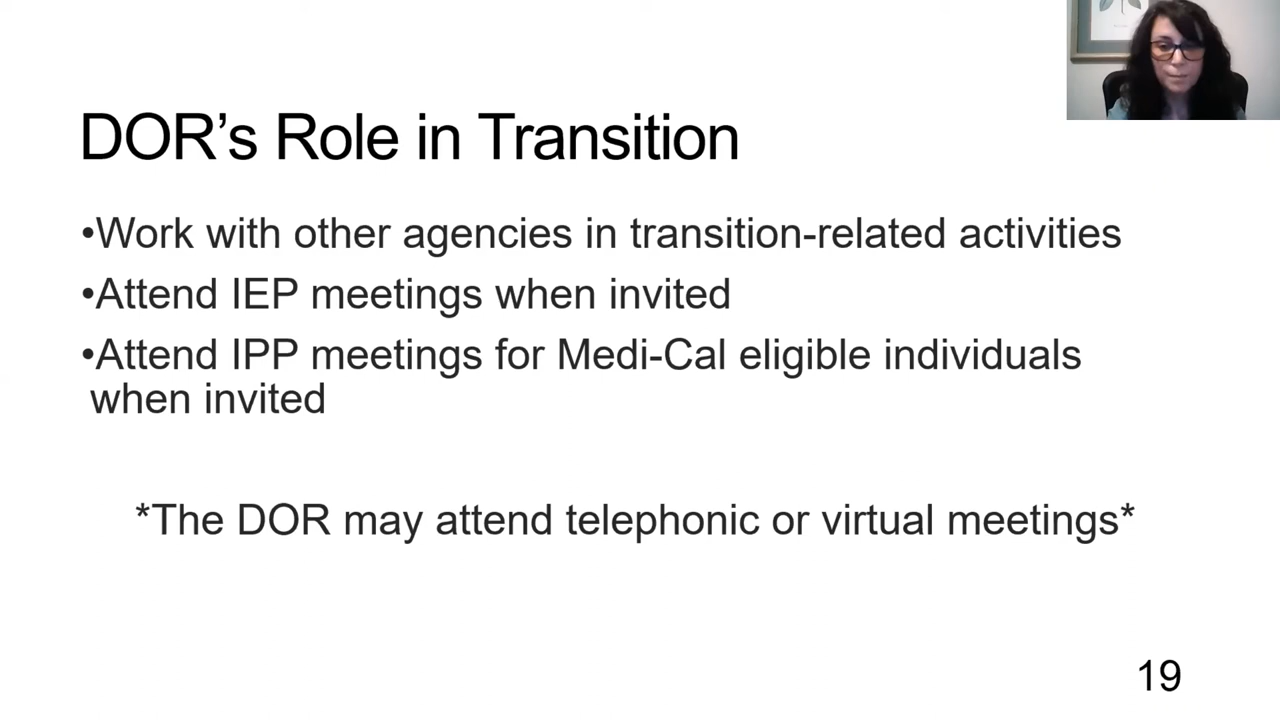 DOR’s Role in Transition
•Work with other agencies in transition-related activities
•Attend IEP meetings when invited
•Attend IPP meetings for Medi-Cal eligible individuals
when invited
*The DOR may attend telephonic or virtual meetings*
19